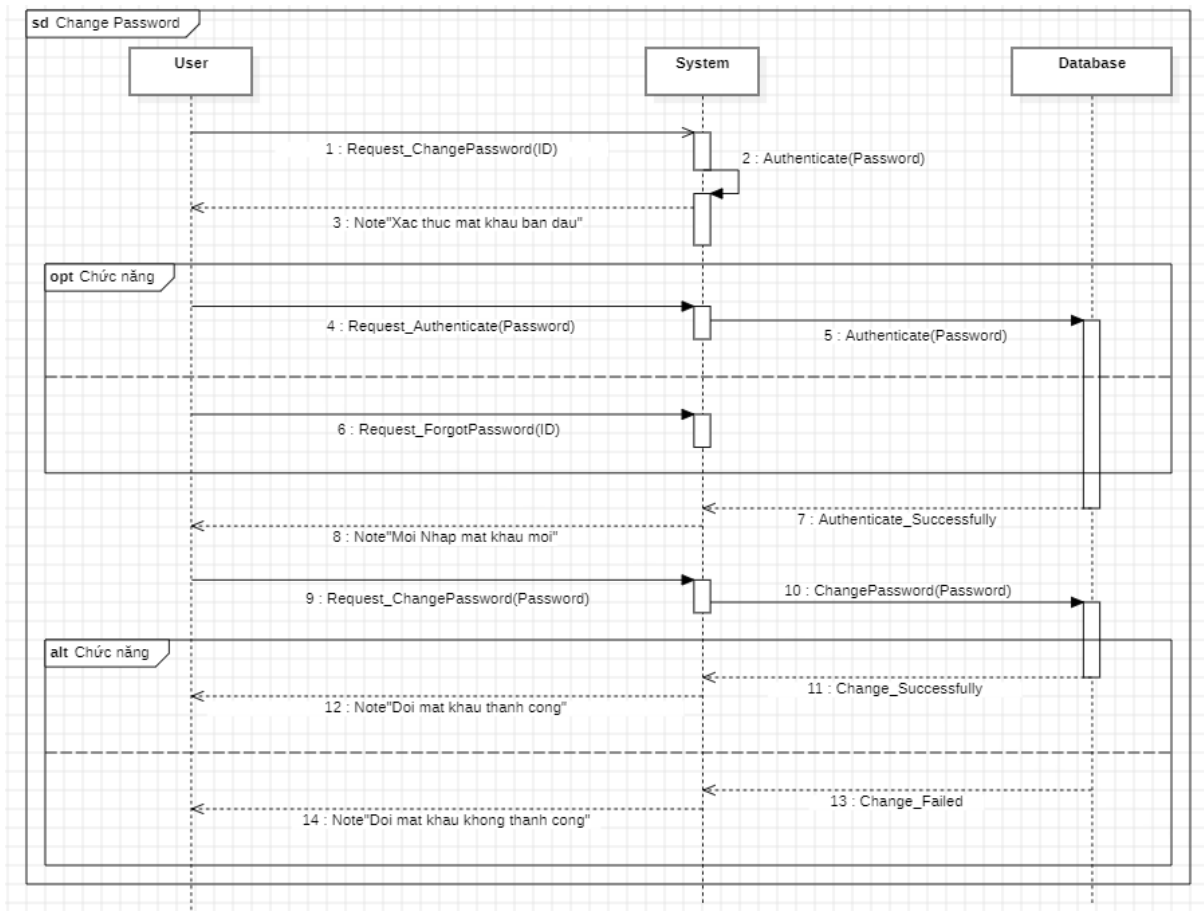 sd Change Password
User
System
Database
1 : Request_ChangePassword(ID)
2 : Authenticate(Password)
3 : Note"Xac thuc mat khau ban dau"
opt Chức năng
4 : Request_Authenticate(Password)
5 : Authenticate(Password)
6 : Request_ForgotPassword(ID)
7 : Authenticate_Successfully
8 : Note"Moi Nhap mat khau moi"
9 : Request_ChangePassword(Password)
10 : ChangePassword(Password)
alt Chức năng
11 : Change_Successfully
12 : Note"Doi mat khau thanh cong"
13 : Change_Failed
14 : Note"Doi mat khau khong thanh cong"